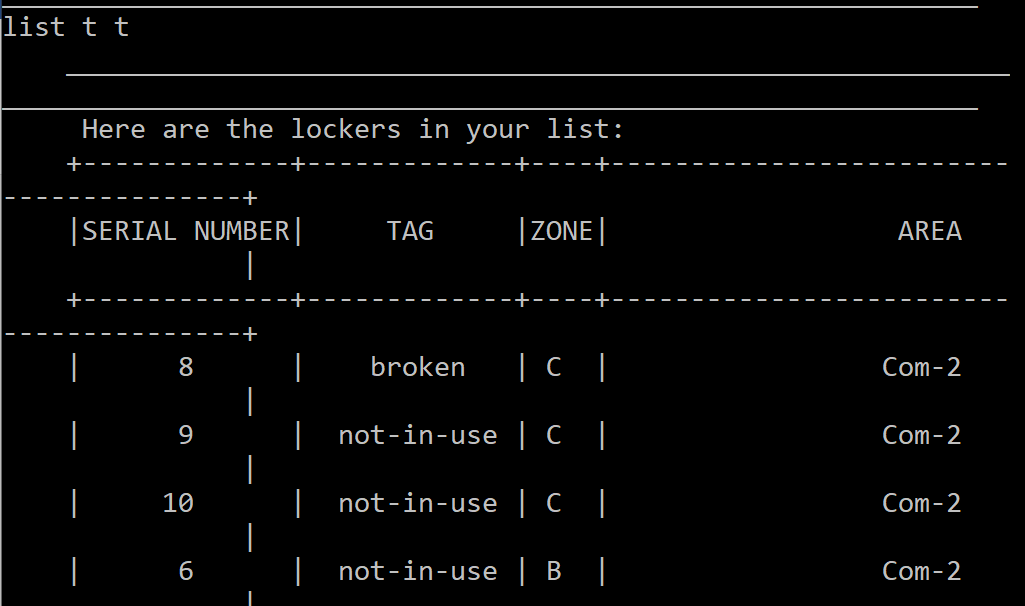 list t t
Here are the lockers in your list:
+-------------+-------------+----+-------------------------
---------------+
|SERIAL NUMBER|     TAG     |ZONE|                  AREA
               |
+-------------+-------------+----+-------------------------
---------------+
|      8      |    broken   | C  |                 Com-2
               |
|      9      |  not-in-use | C  |                 Com-2
               |
|     10      |  not-in-use | C  |                 Com-2
               |
|      6      |  not-in-use | B  |                 Com-2
               |